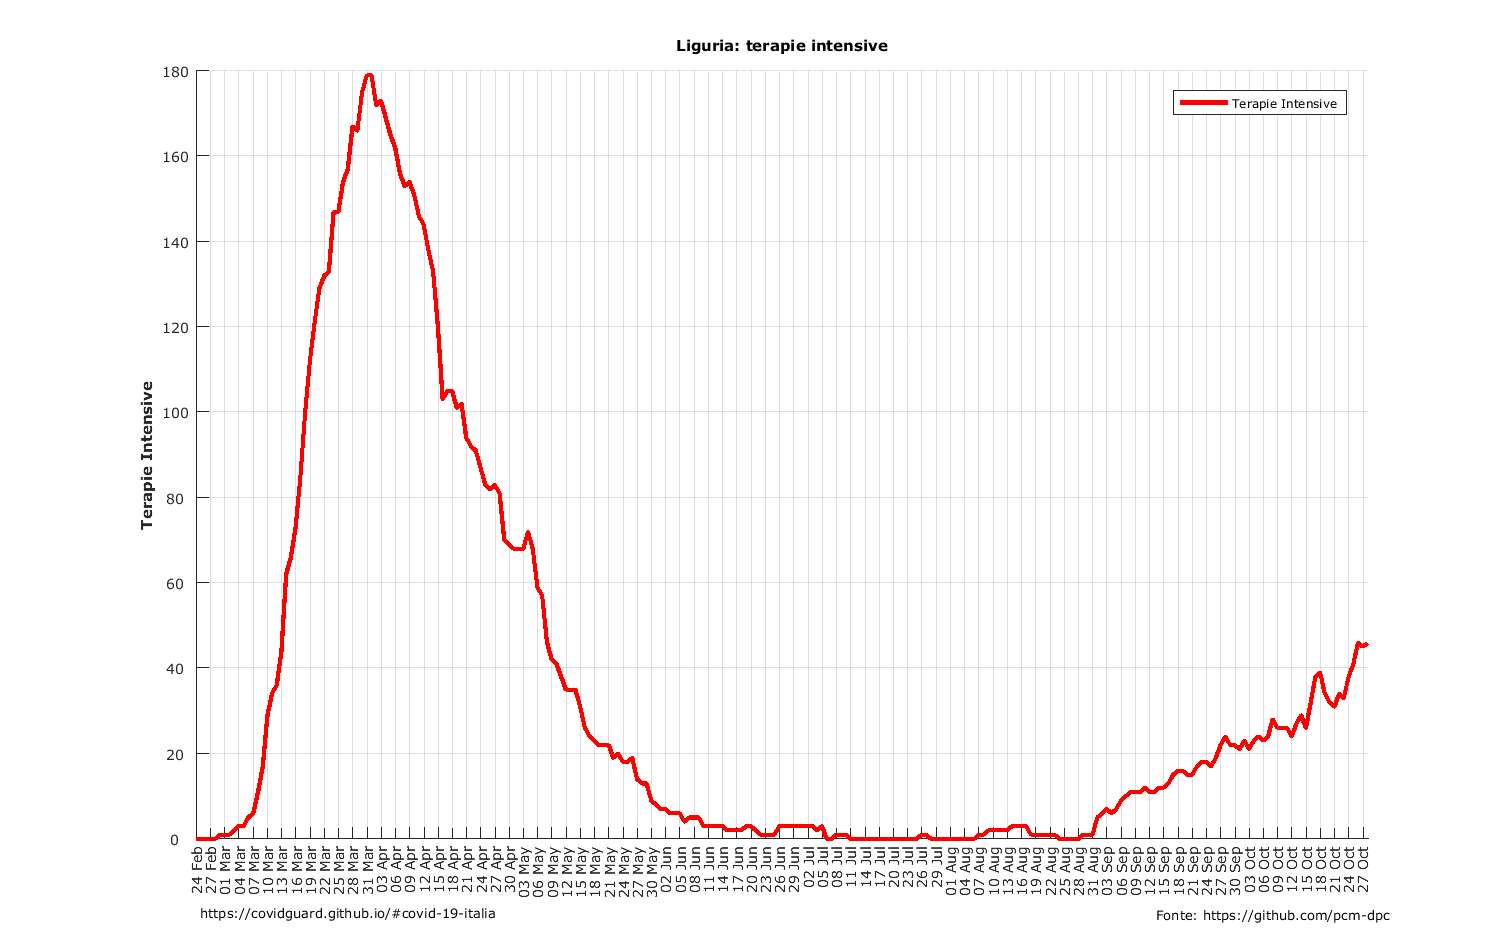 Liguria: terapie intensive
Terapie Intensive
Terapie Intensive
180
160
140
120
100
80
60
40
20
0
24 Feb
27 Feb
01 Mar
04 Mar
07 Mar
10 Mar
13 Mar
16 Mar
19 Mar
22 Mar
25 Mar
28 Mar
31 Mar
03 Apr
06 Apr
09 Apr
12 Apr
15 Apr
18 Apr
21 Apr
24 Apr
27 Apr
30 Apr
03 May
06 May
09 May
12 May
15 May
18 May
21 May
24 May
27 May
30 May
02 Jun
05 Jun
08 Jun
11 Jun
14 Jun
17 Jun
20 Jun
23 Jun
26 Jun
29 Jun
02 Jul
05 Jul
08 Jul
11 Jul
14 Jul
17 Jul
20 Jul
23 Jul
26 Jul
29 Jul
01 Aug
04 Aug
07 Aug
10 Aug
13 Aug
16 Aug
19 Aug
22 Aug
25 Aug
28 Aug
31 Aug
03 Sep
06 Sep
09 Sep
12 Sep
15 Sep
18 Sep
21 Sep
24 Sep
27 Sep
30 Sep
03 Oct
06 Oct
09 Oct
12 Oct
15 Oct
18 Oct
21 Oct
24 Oct
27 Oct
https://covidguard.github.io/#covid-19-italia
Fonte: https://github.com/pcm-dpc